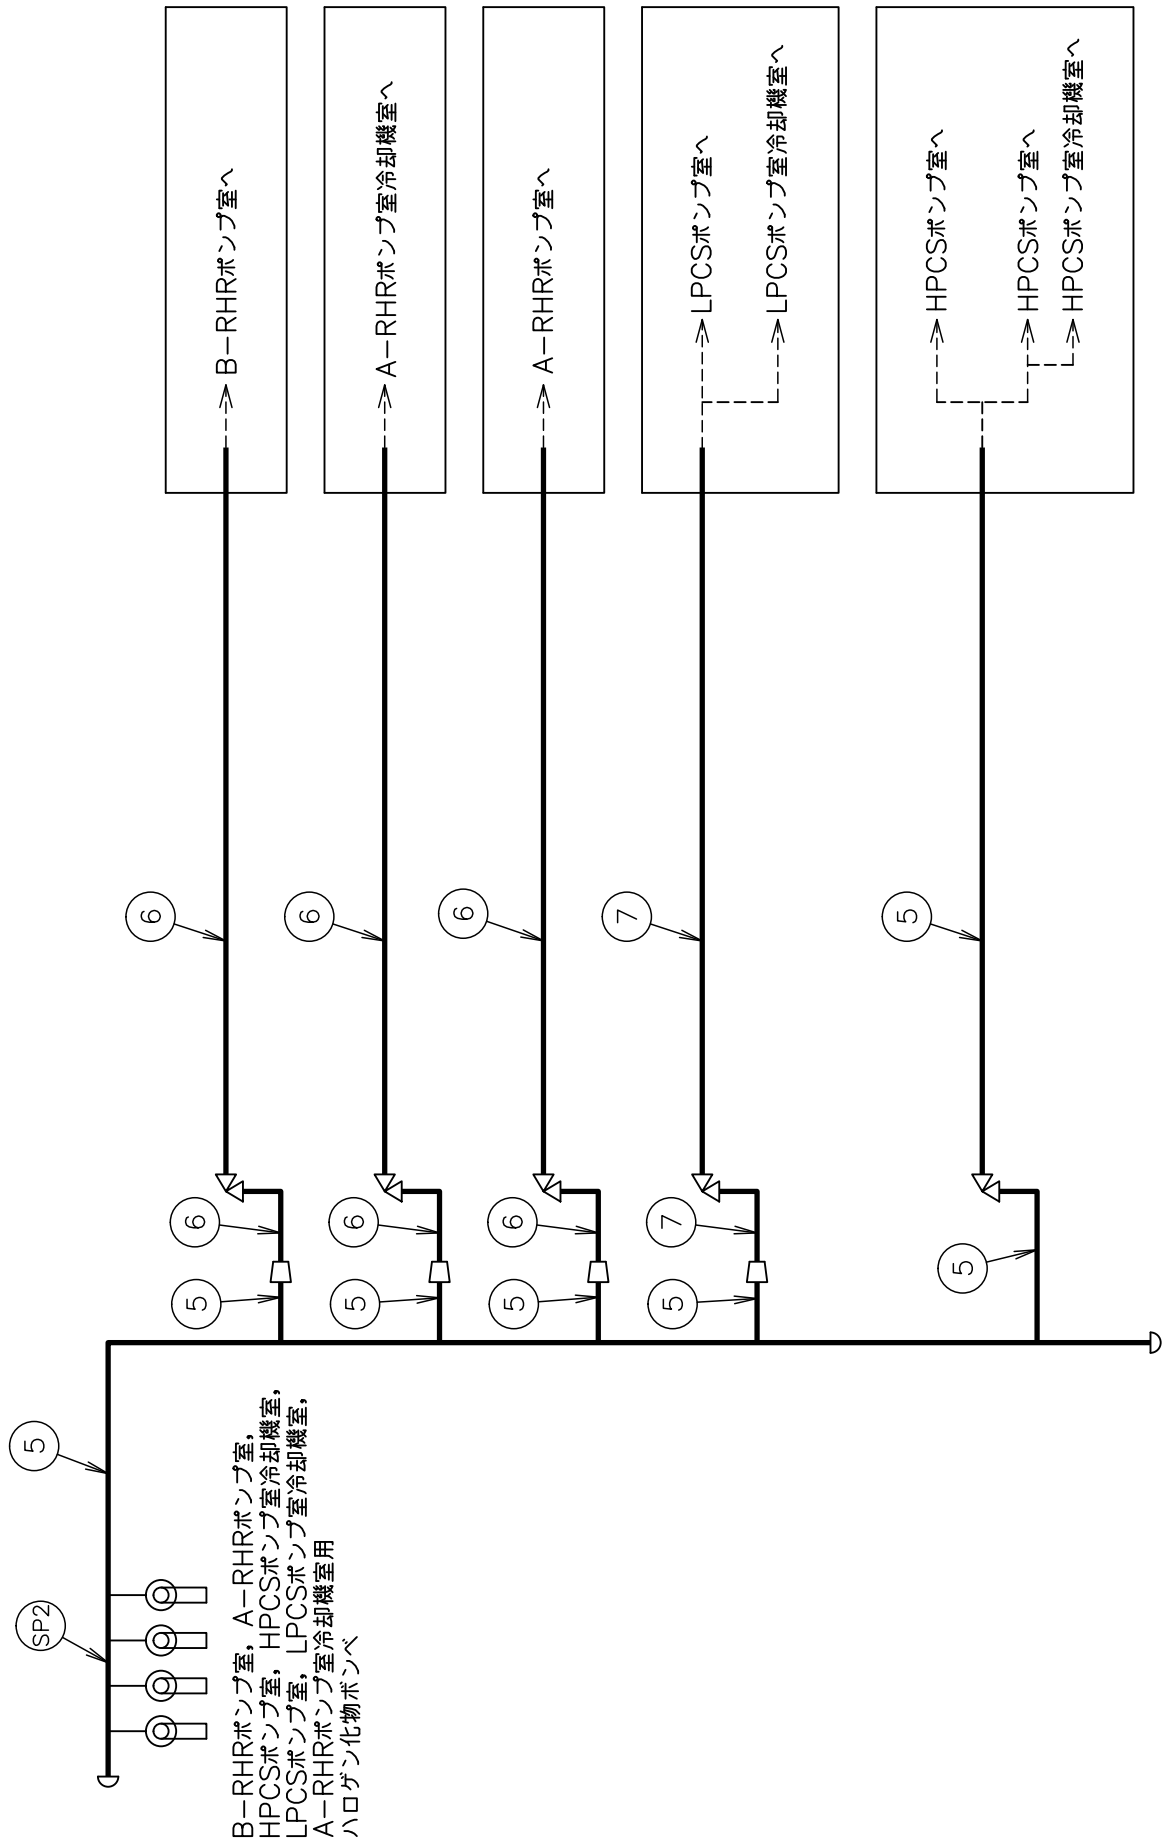 SP2
5
B－RHRポンプ室，A－RHRポンプ室，
HPCSポンプ室，HPCSポンプ室冷却機室，
LPCSポンプ室，LPCSポンプ室冷却機室，
A－RHRポンプ室冷却機室用
ハロゲン化物ボンベ
5
6
6
B－RHRポンプ室へ
5
6
6
A－RHRポンプ室冷却機室へ
5
6
6
A－RHRポンプ室へ
5
7
7
LPCSポンプ室へ
LPCSポンプ室冷却機室へ
5
5
HPCSポンプ室へ
HPCSポンプ室へ
HPCSポンプ室冷却機室へ